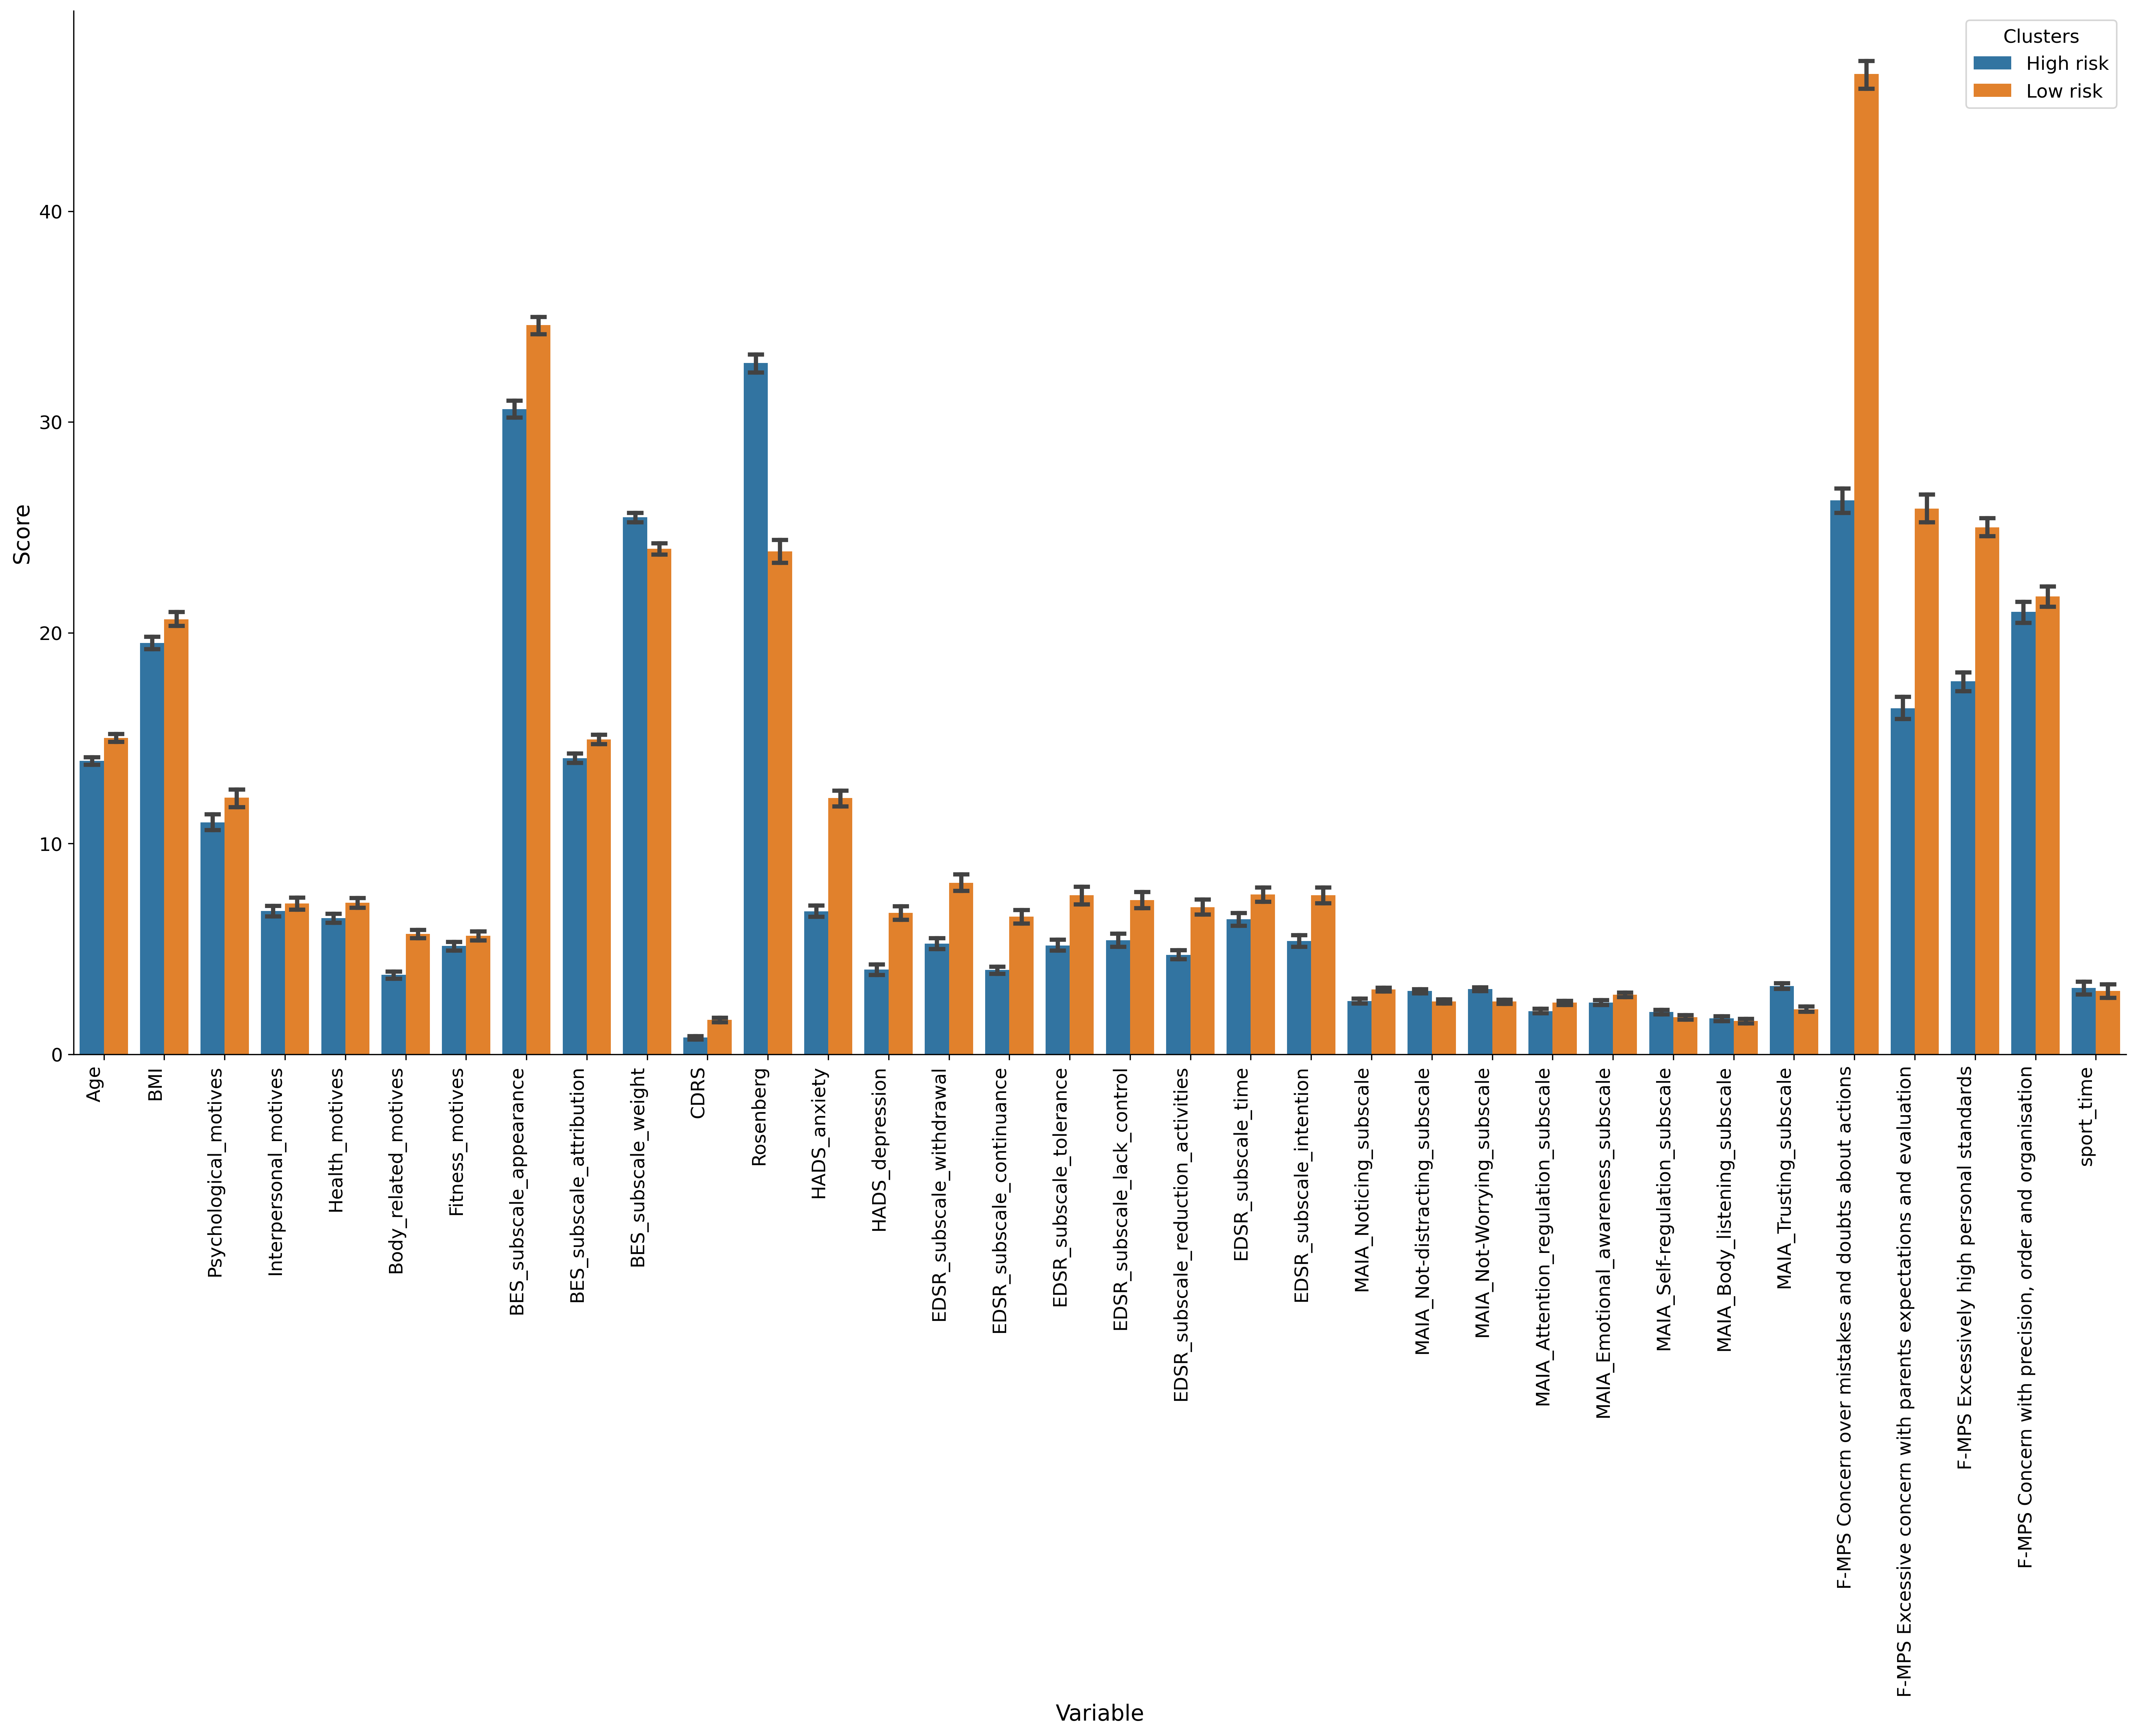 Clusters
High risk
Low risk
Score
40
30
20
10
0
Age
BMI
Psychological_motives
Interpersonal_motives
Health_motives
Body_related_motives
Fitness_motives
BES_subscale_appearance
BES_subscale_attribution
BES_subscale_weight
CDRS
Rosenberg
HADS_anxiety
HADS_depression
EDSR_subscale_withdrawal
EDSR_subscale_continuance
EDSR_subscale_tolerance
EDSR_subscale_lack_control
EDSR_subscale_reduction_activities
EDSR_subscale_time
EDSR_subscale_intention
MAIA_Noticing_subscale
MAIA_Not-distracting_subscale
MAIA_Not-Worrying_subscale
MAIA_Attention_regulation_subscale
MAIA_Emotional_awareness_subscale
MAIA_Self-regulation_subscale
MAIA_Body_listening_subscale
MAIA_Trusting_subscale
F-MPS Concern over mistakes and doubts about actions
F-MPS Excessive concern with parents expectations and evaluation
F-MPS Excessively high personal standards
F-MPS Concern with precision, order and organisation
sport_time
Variable